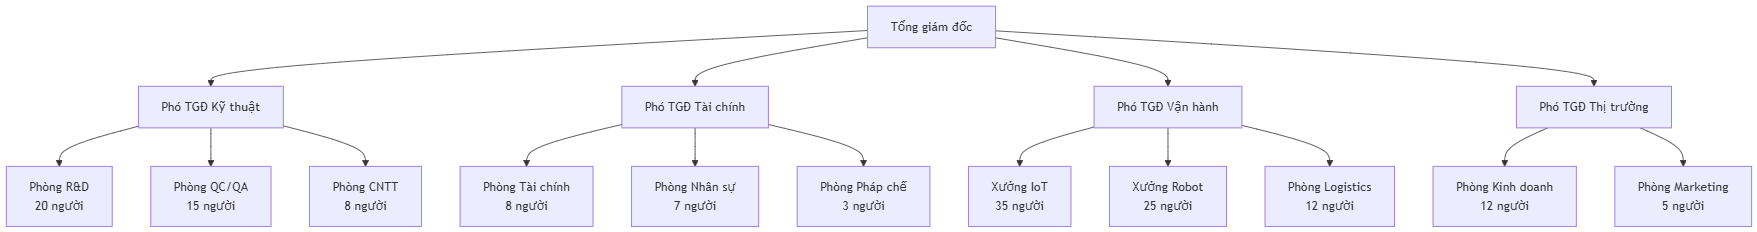 Tổng giám đốc
Phó TGĐ Kỹ thuật
Phó TGĐ Tài chính
Phó TGĐ Vận hành
Phó TGĐ Thị trường
Phòng R&D
20 người
Phòng QC/QA
15 người
Phòng CNTT
8 người
Phòng Tài chính
8 người
Phòng Nhân sự
7 người
Phòng Pháp chế
3 người
Xưởng IoT
35 người
Xưởng Robot
25 người
Phòng Logistics
12 người
Phòng Kinh doanh
12 người
Phòng Marketing
5 người